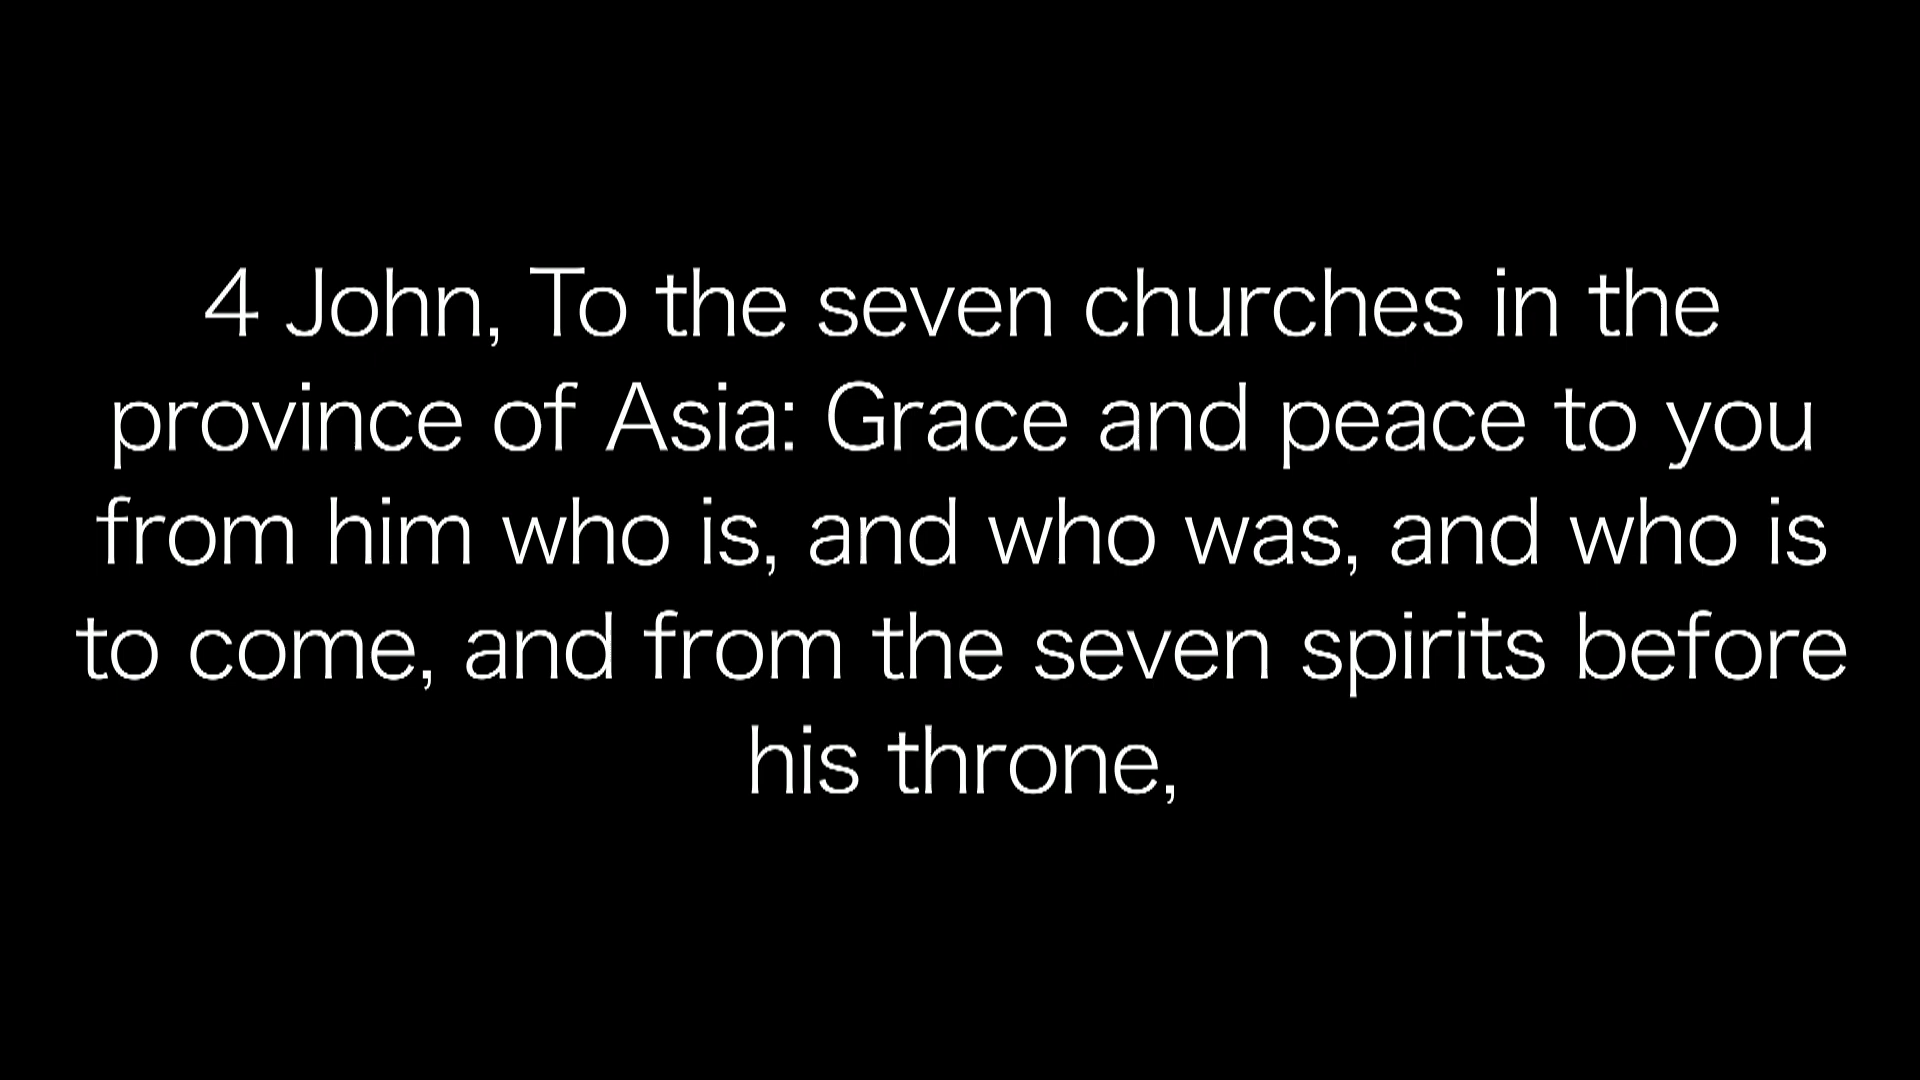 4 John, To the seven churches in the
province of Asia: Grace and peace to you
from him who is, and who was, and who is
to come, and from the seven spirits before
his throne,